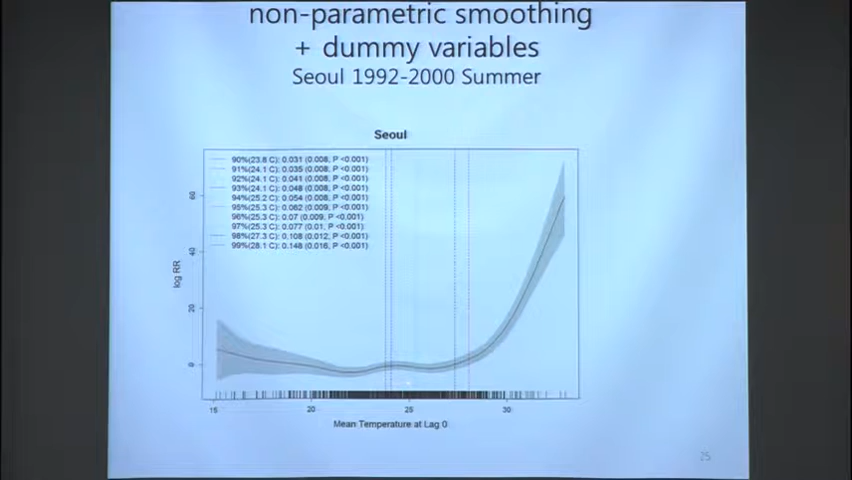 non-parametric smoothing
+ dummy variables
Seoul 1992-2000 Summer
Seoul
90%(23.8 C): 0.031 (0.008, P <0.001)
91%(24.1 C): 0.035 (0.008, P <0.001)
92%(24.1 C): 0.041 (0.008, P <0.001)
93%(24.1 C): 0.048 (0.008, P <0.001)
94%(25.2 C): 0.054 (0.008, P <0.001)
95%(25.3 C): 0.062 (0.009, P <0.001)
96%(25.3 C): 0.07 (0.009, P <0.001)
97%(25.3 C): 0.077 (0.01, P <0.001)
98%(27.3 C): 0.108 (0.012, P <0.001)
99%(28.1 C): 0.148 (0.016, P <0.001)
log RR
60
40
20
0
15 20 25 30
Mean Temperature at Lag 0
25